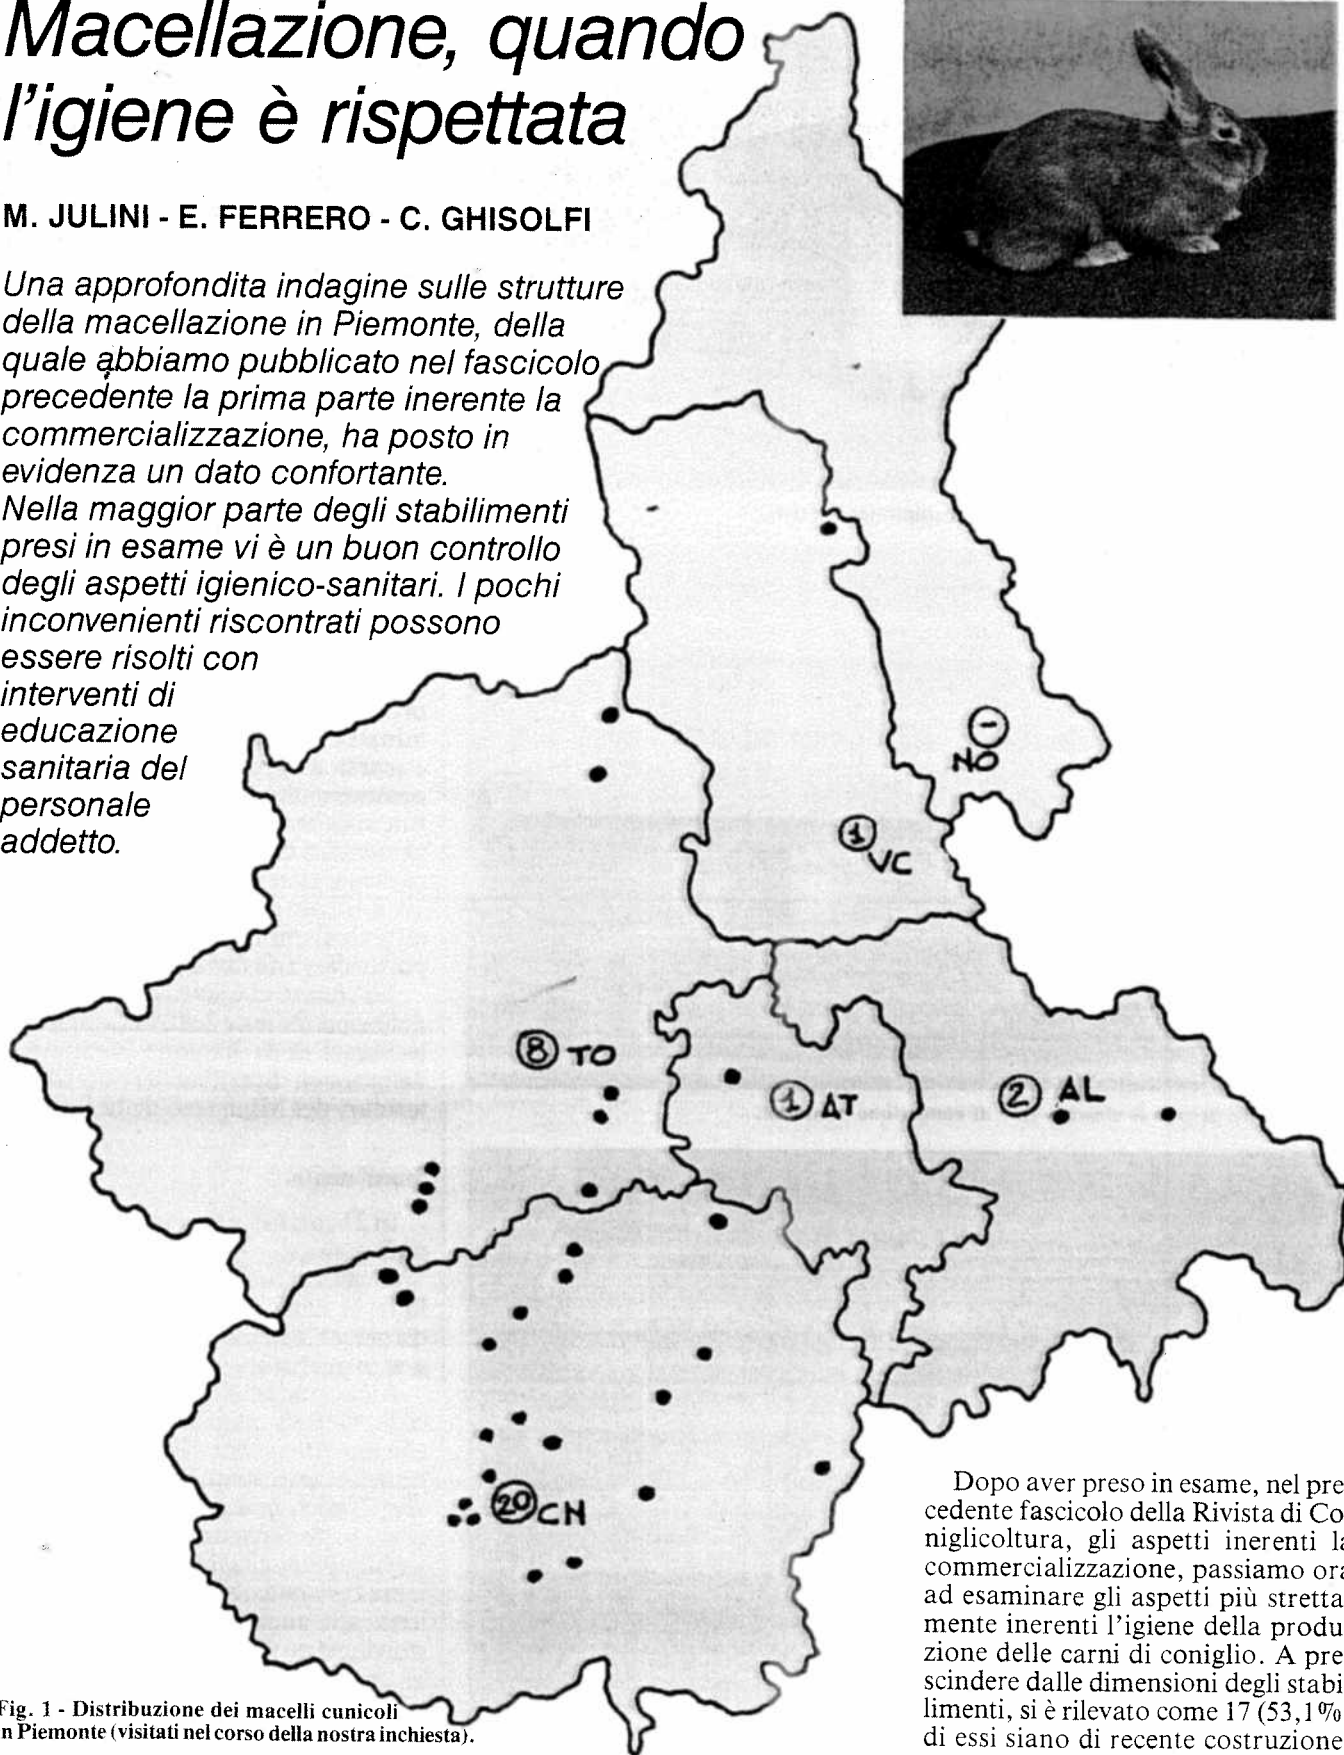 Macellazione, quando
l'igiene è rispettata
M. JULINI - E. FERRERO - C. GHISOLFI
Una approfondita indagine sulle strutture
della macellazione in Piemonte, della
quale abbiamo pubblicato nel fascicolo
precedente la prima parte inerente la
commercializzazione, ha posto in
evidenza un dato confortante.
Nella maggior parte degli stabilimenti
presi in esame vi è un buon controllo
degli aspetti igienico-sanitari. I pochi
inconvenienti riscontrati possono
essere risolti con
interventi di
educazione
sanitaria del
personale
addetto.
-
NO
1
VC
8 TO
1 AT
2 AL
20 CN
Fig. 1 - Distribuzione dei macelli cunicoli
n Piemonte (visitati nel corso della nostra inchiesta).
Dopo aver preso in esame, nel pre
cedente fascicolo della Rivista di Co
niglicoltura, gli aspetti inerenti la
commercializzazione, passiamo ora
ad esaminare gli aspetti più stretta
mente inerenti l'igiene della produ
zione delle carni di coniglio. A pre
scindere dalle dimensioni degli stabi
limenti, si è rilevato come 17 (53,1%
di essi siano di recente costruzione